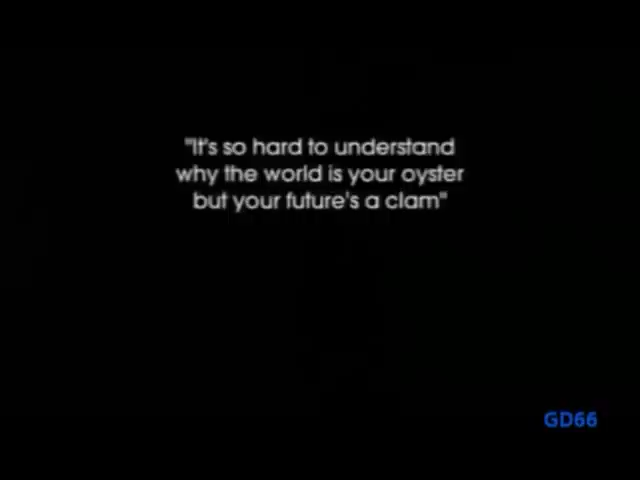 "It's so hard to understand
why the world is your oyster
but your future's a clam"
GD66